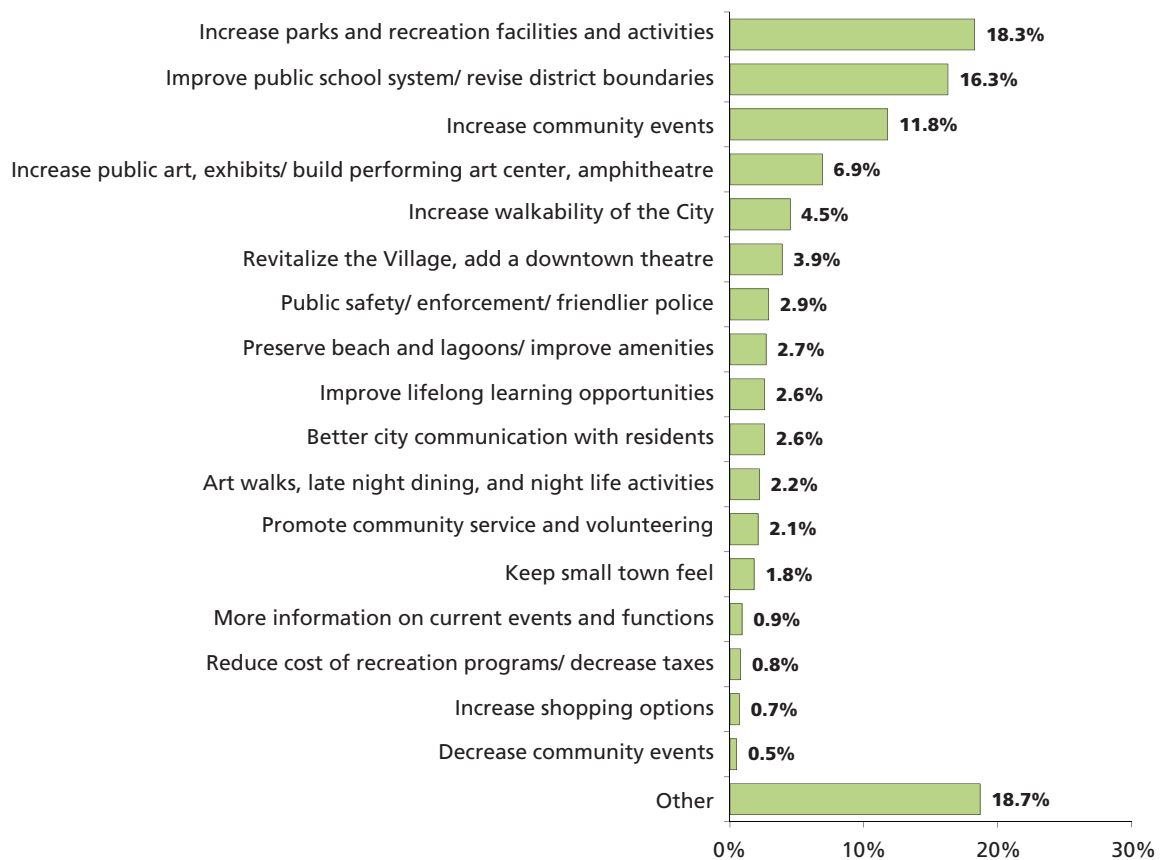 Increase parks and recreation facilities and activities 18.3%
Improve public school system/ revise district boundaries 16.3%
Increase community events 11.8%
Increase public art, exhibits/ build performing art center, amphitheatre 6.9%
Increase walkability of the City 4.5%
Revitalize the Village, add a downtown theatre 3.9%
Public safety/ enforcement/ friendlier police 2.9%
Preserve beach and lagoons/ improve amenities 2.7%
Improve lifelong learning opportunities 2.6%
Better city communication with residents 2.6%
Art walks, late night dining, and night life activities 2.2%
Promote community service and volunteering 2.1%
Keep small town feel 1.8%
More information on current events and functions 0.9%
Reduce cost of recreation programs/ decrease taxes 0.8%
Increase shopping options 0.7%
Decrease community events 0.5%
Other 18.7%
0% 10% 20% 30%